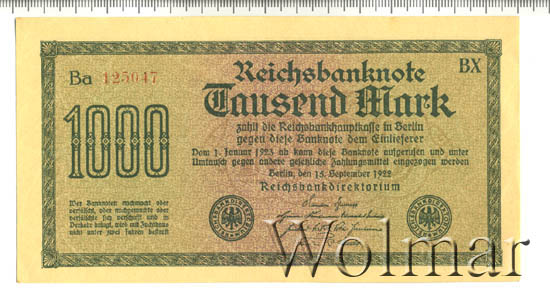 Ba 125047
BX
Reichsbanknote
Tausend Mark
1000
zahlt die Reichsbankhauptkasse in Berlin
gegen diese Banknote dem Einlieferer
Dom 1. Januar 1923 ab kann diese Banknote aufgerufen und unter
Umtausch gegen andere gesetzliche Zahlungsmittel eingezogen werden
Berlin, den 15. September 1922
Reichsbankdirektorium
Wer Banknoten nachmacht oder
verfälscht, oder nachgemachte oder
verfälschte sich verschafft und in
Verkehr bringt, wird mit Zuchthaus
nicht unter zwei Jahren bestraft
Wolmar